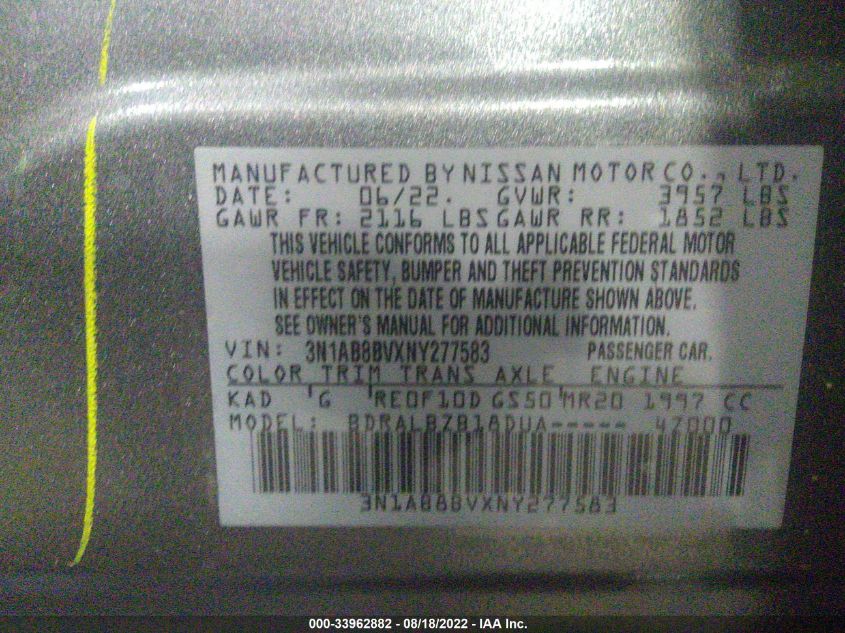 MANUFACTURED BY NISSAN MOTOR CO., LTD.
DATE: 06/22. GVWR: 3957 LBS
GAWR FR: 2116 LBS GAWR RR: 1852 LBS
THIS VEHICLE CONFORMS TO ALL APPLICABLE FEDERAL MOTOR
VEHICLE SAFETY, BUMPER AND THEFT PREVENTION STANDARDS
IN EFFECT ON THE DATE OF MANUFACTURE SHOWN ABOVE.
SEE OWNER'S MANUAL FOR ADDITIONAL INFORMATION.
VIN: 3N1AB8BVXNY277583 PASSENGER CAR.
COLOR TRIM TRANS AXLE ENGINE
KAD G RE0F10D GS50 MR20 1997 CC
MODEL: BDRALBZB18DUA----- 4Z000
3N1AB8BVXNY277583
000-33962882 - 08/18/2022 - IAA Inc.